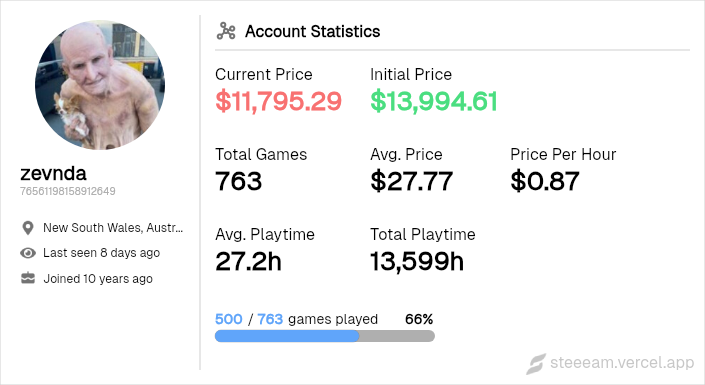 zevnda
76561198158912649
New South Wales, Austr...
Last seen 8 days ago
Joined 10 years ago
Account Statistics
Current Price
$11,795.29
Initial Price
$13,994.61
Total Games
763
Avg. Price
$27.77
Price Per Hour
$0.87
Avg. Playtime
27.2h
Total Playtime
13,599h
500 / 763 games played 66%
steeeam.vercel.app